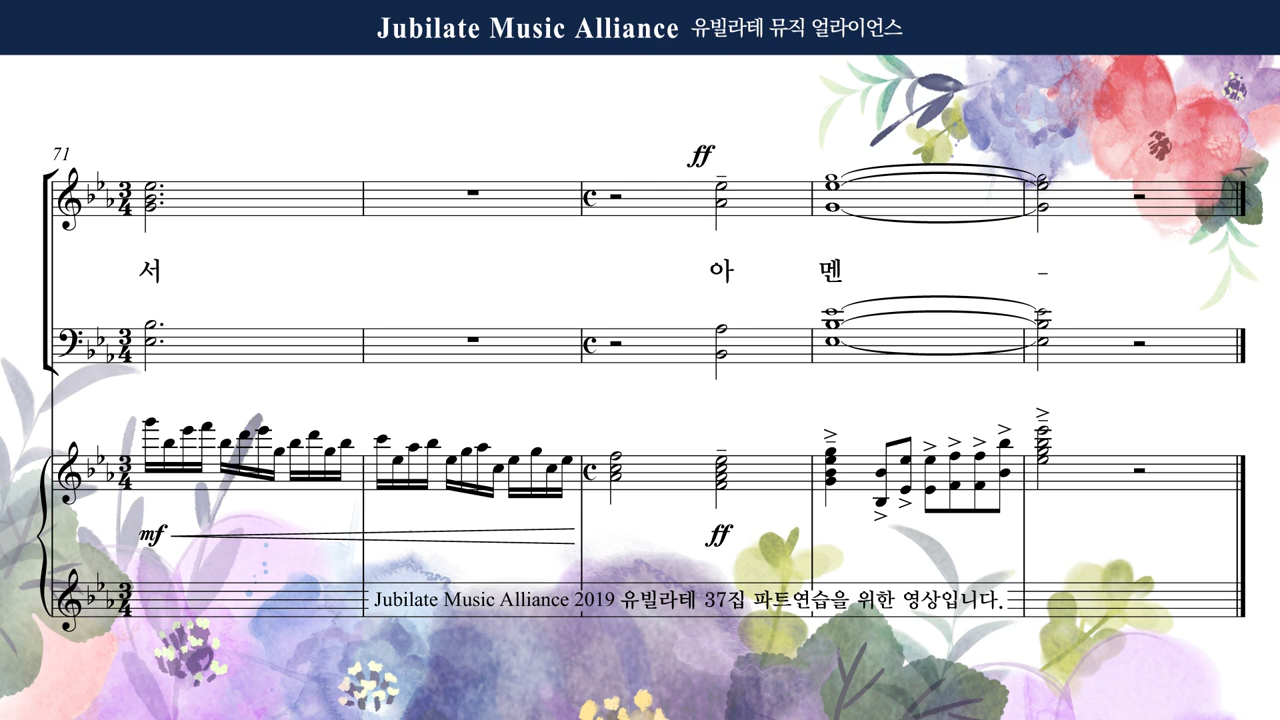 Jubilate Music Alliance 유빌라테 뮤직 얼라이언스
71
ff
서 아 멘 -
mf ff
Jubilate Music Alliance 2019 유빌라테 37집 파트연습을 위한 영상입니다.